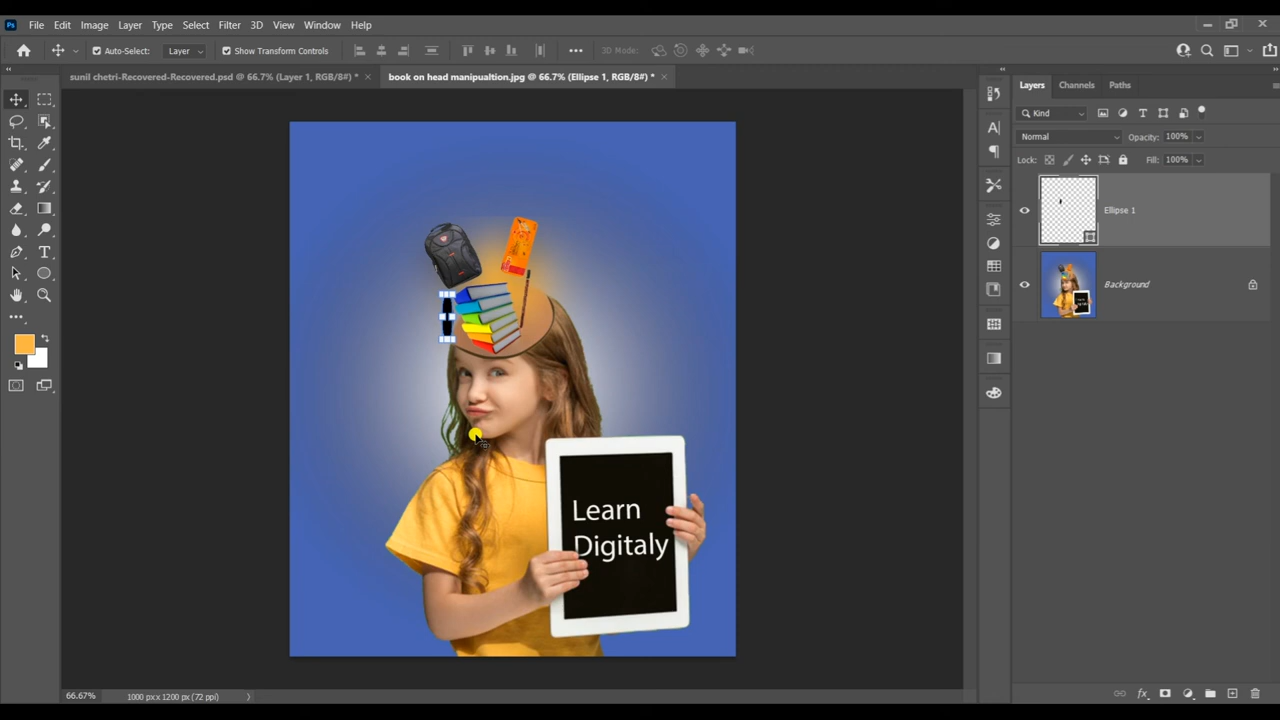 Ps File Edit Image Layer Type Select Filter 3D View Window Help
Auto-Select: Layer Show Transform Controls 3D Mode:
sunil chetri-Recovered-Recovered.psd @ 66.7% (Layer 1, RGB/8#) * book on head manipualtion.jpg @ 66.7% (Ellipse 1, RGB/8#) *
Layers Channels Paths
Kind
Normal Opacity: 100%
Lock: Fill: 100%
Ellipse 1
Background
Learn
Digitaly
66.67% 1000 px x 1200 px (72 ppi)